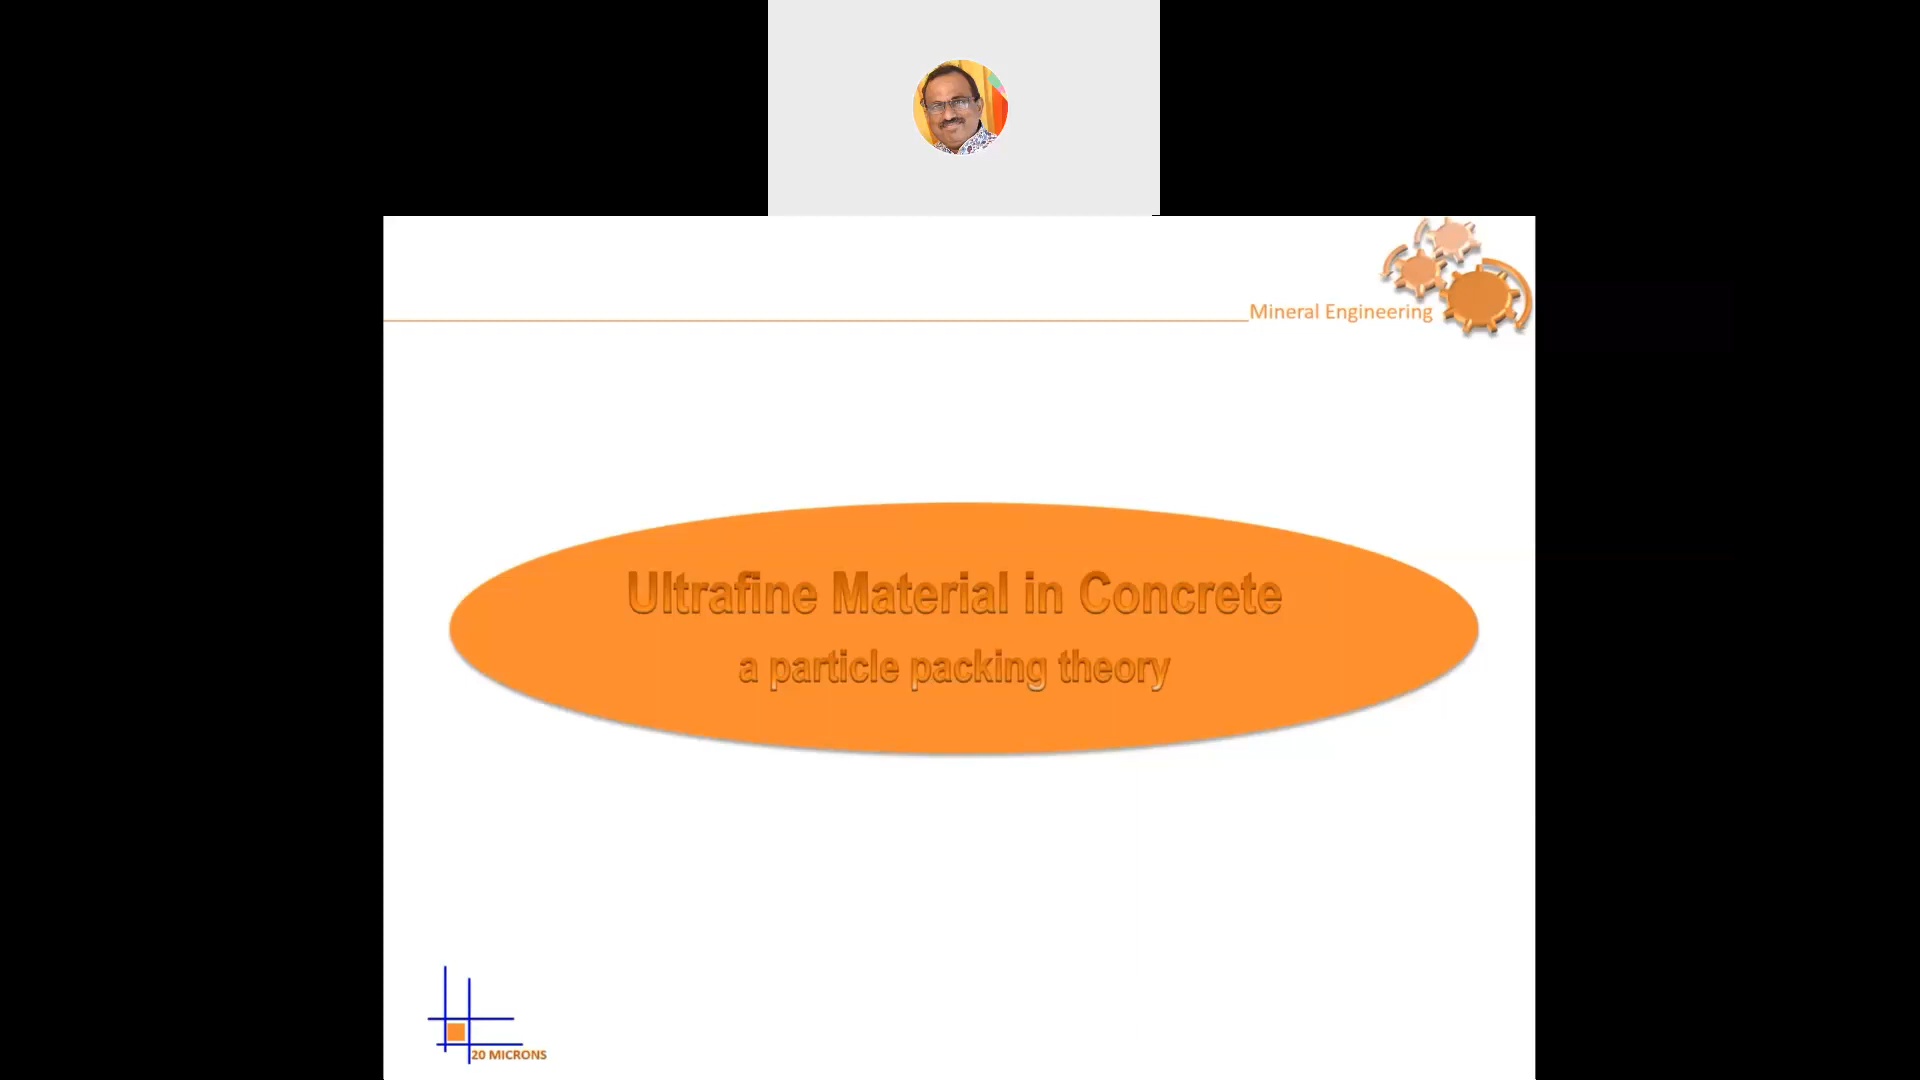 Mineral Engineering
Ultrafine Material in Concrete
a particle packing theory
20 MICRONS